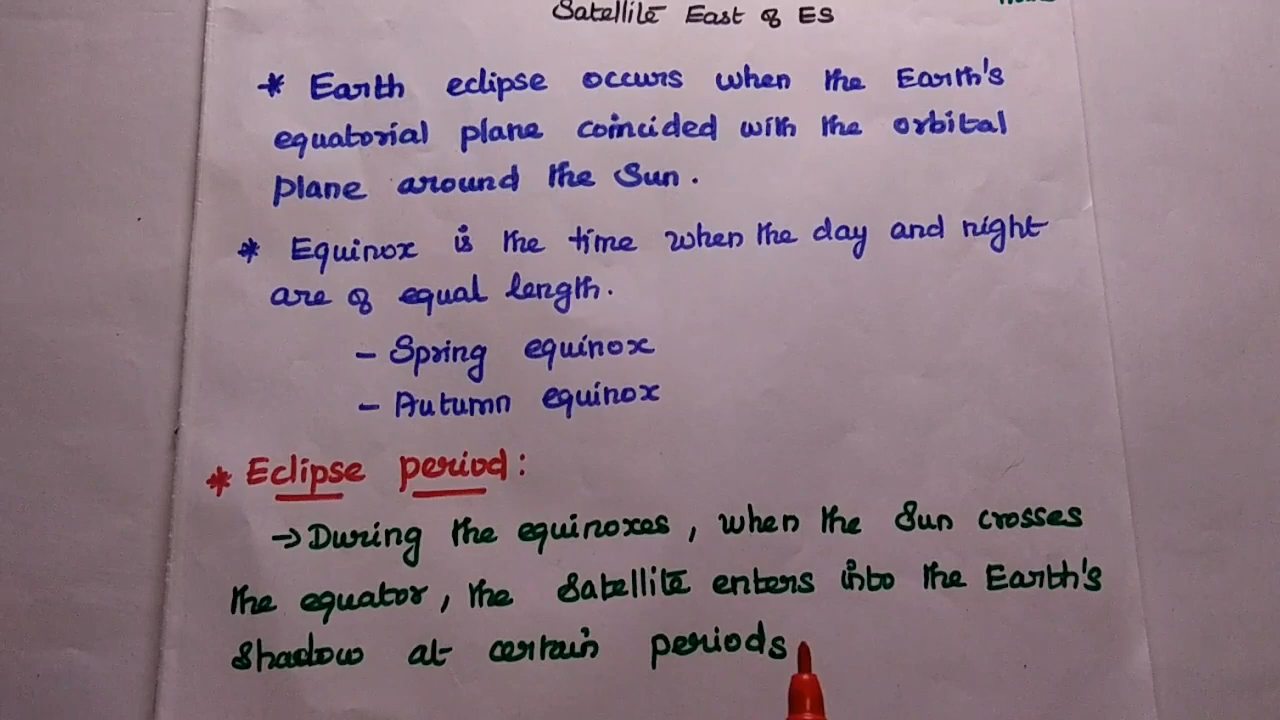 Satellite East of ES
* Earth eclipse occurs when the Earth's
equatorial plane coincided with the orbital
plane around the Sun.
* Equinox is the time when the day and night
are of equal length.
- Spring equinox
- Autumn equinox
* Eclipse period:
→ During the equinoxes, when the Sun crosses
the equator, the Satellite enters into the Earth's
Shadow at certain periods